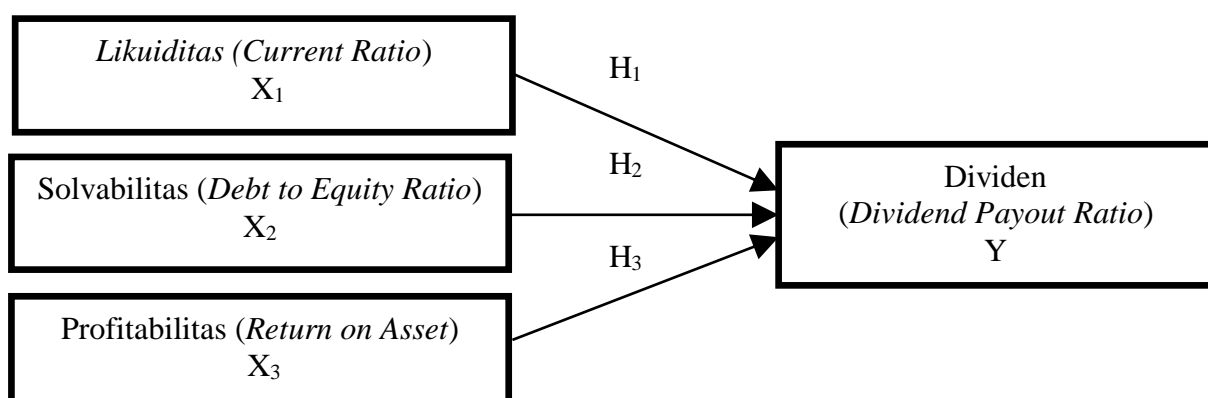 Likuiditas (Current Ratio)
X₁
H₁
Solvabilitas (Debt to Equity Ratio)
X₂
H₂
Profitabilitas (Return on Asset)
X₃
H₃
Dividen
(Dividend Payout Ratio)
Y